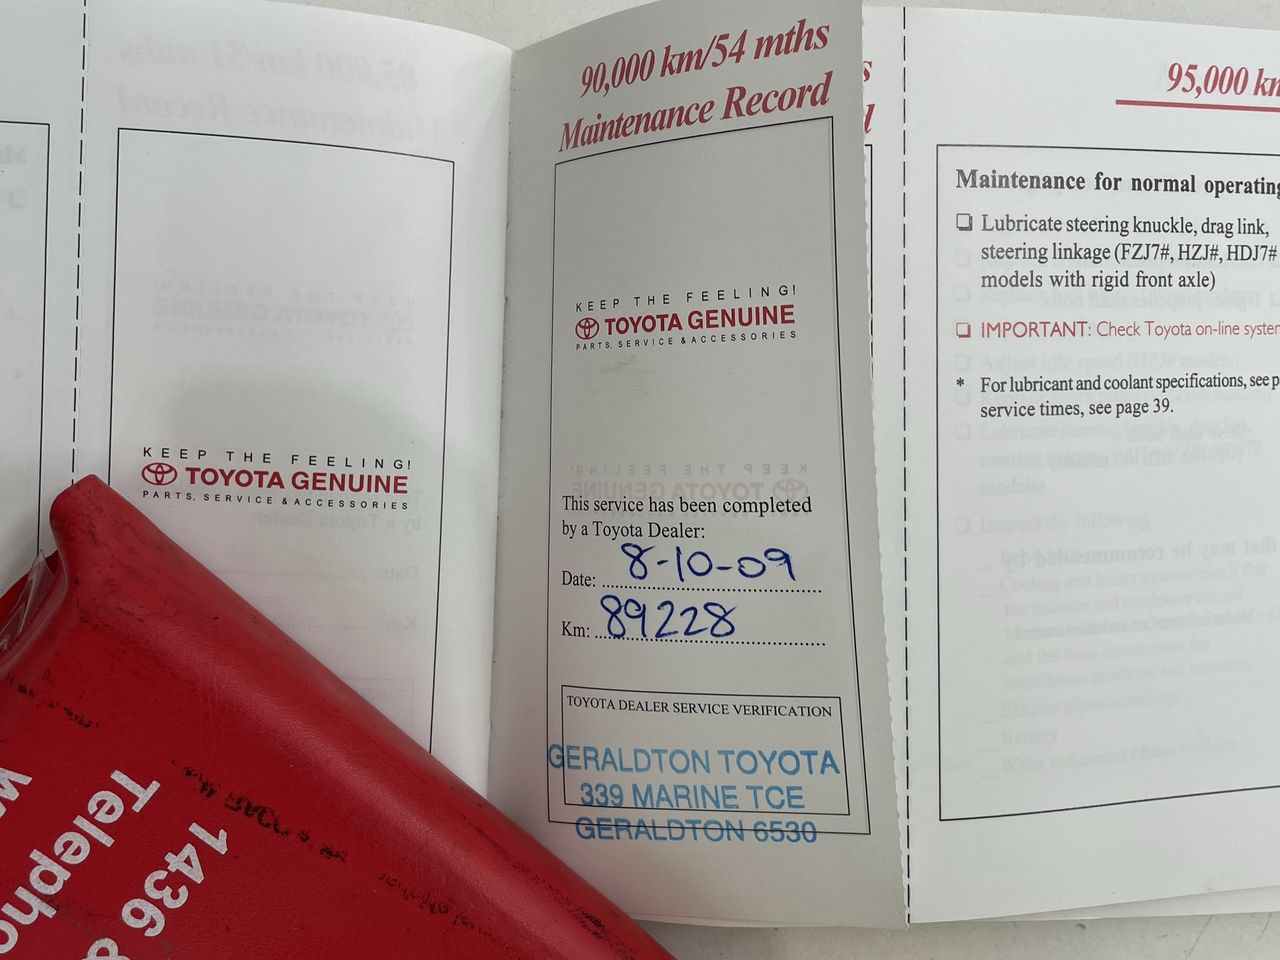 KEEP THE FEELING!
TOYOTA GENUINE
PARTS, SERVICE & ACCESSORIES
90,000 km/54 mths
Maintenance Record
KEEP THE FEELING!
TOYOTA GENUINE
PARTS, SERVICE & ACCESSORIES
This service has been completed
by a Toyota Dealer:
Date: 8-10-09
Km: 89228
TOYOTA DEALER SERVICE VERIFICATION
GERALDTON TOYOTA
339 MARINE TCE
GERALDTON 6530
95,000 km
Maintenance for normal operating
❏ Lubricate steering knuckle, drag link,
steering linkage (FZJ7#, HZJ#, HDJ7#
models with rigid front axle)
❏ IMPORTANT: Check Toyota on-line system
* For lubricant and coolant specifications, see p
service times, see page 39.
Telepho
1436 &